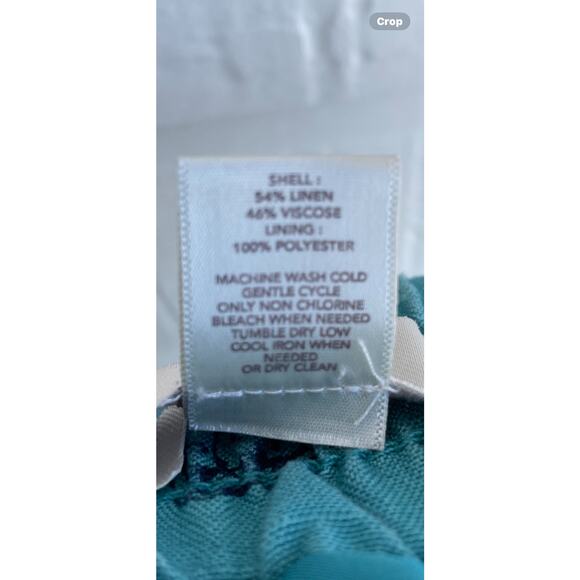 Crop
SHELL :
54% LINEN
46% VISCOSE
LINING :
100% POLYESTER
MACHINE WASH COLD
GENTLE CYCLE
ONLY NON CHLORINE
BLEACH WHEN NEEDED
TUMBLE DRY LOW
COOL IRON WHEN
NEEDED
OR DRY CLEAN